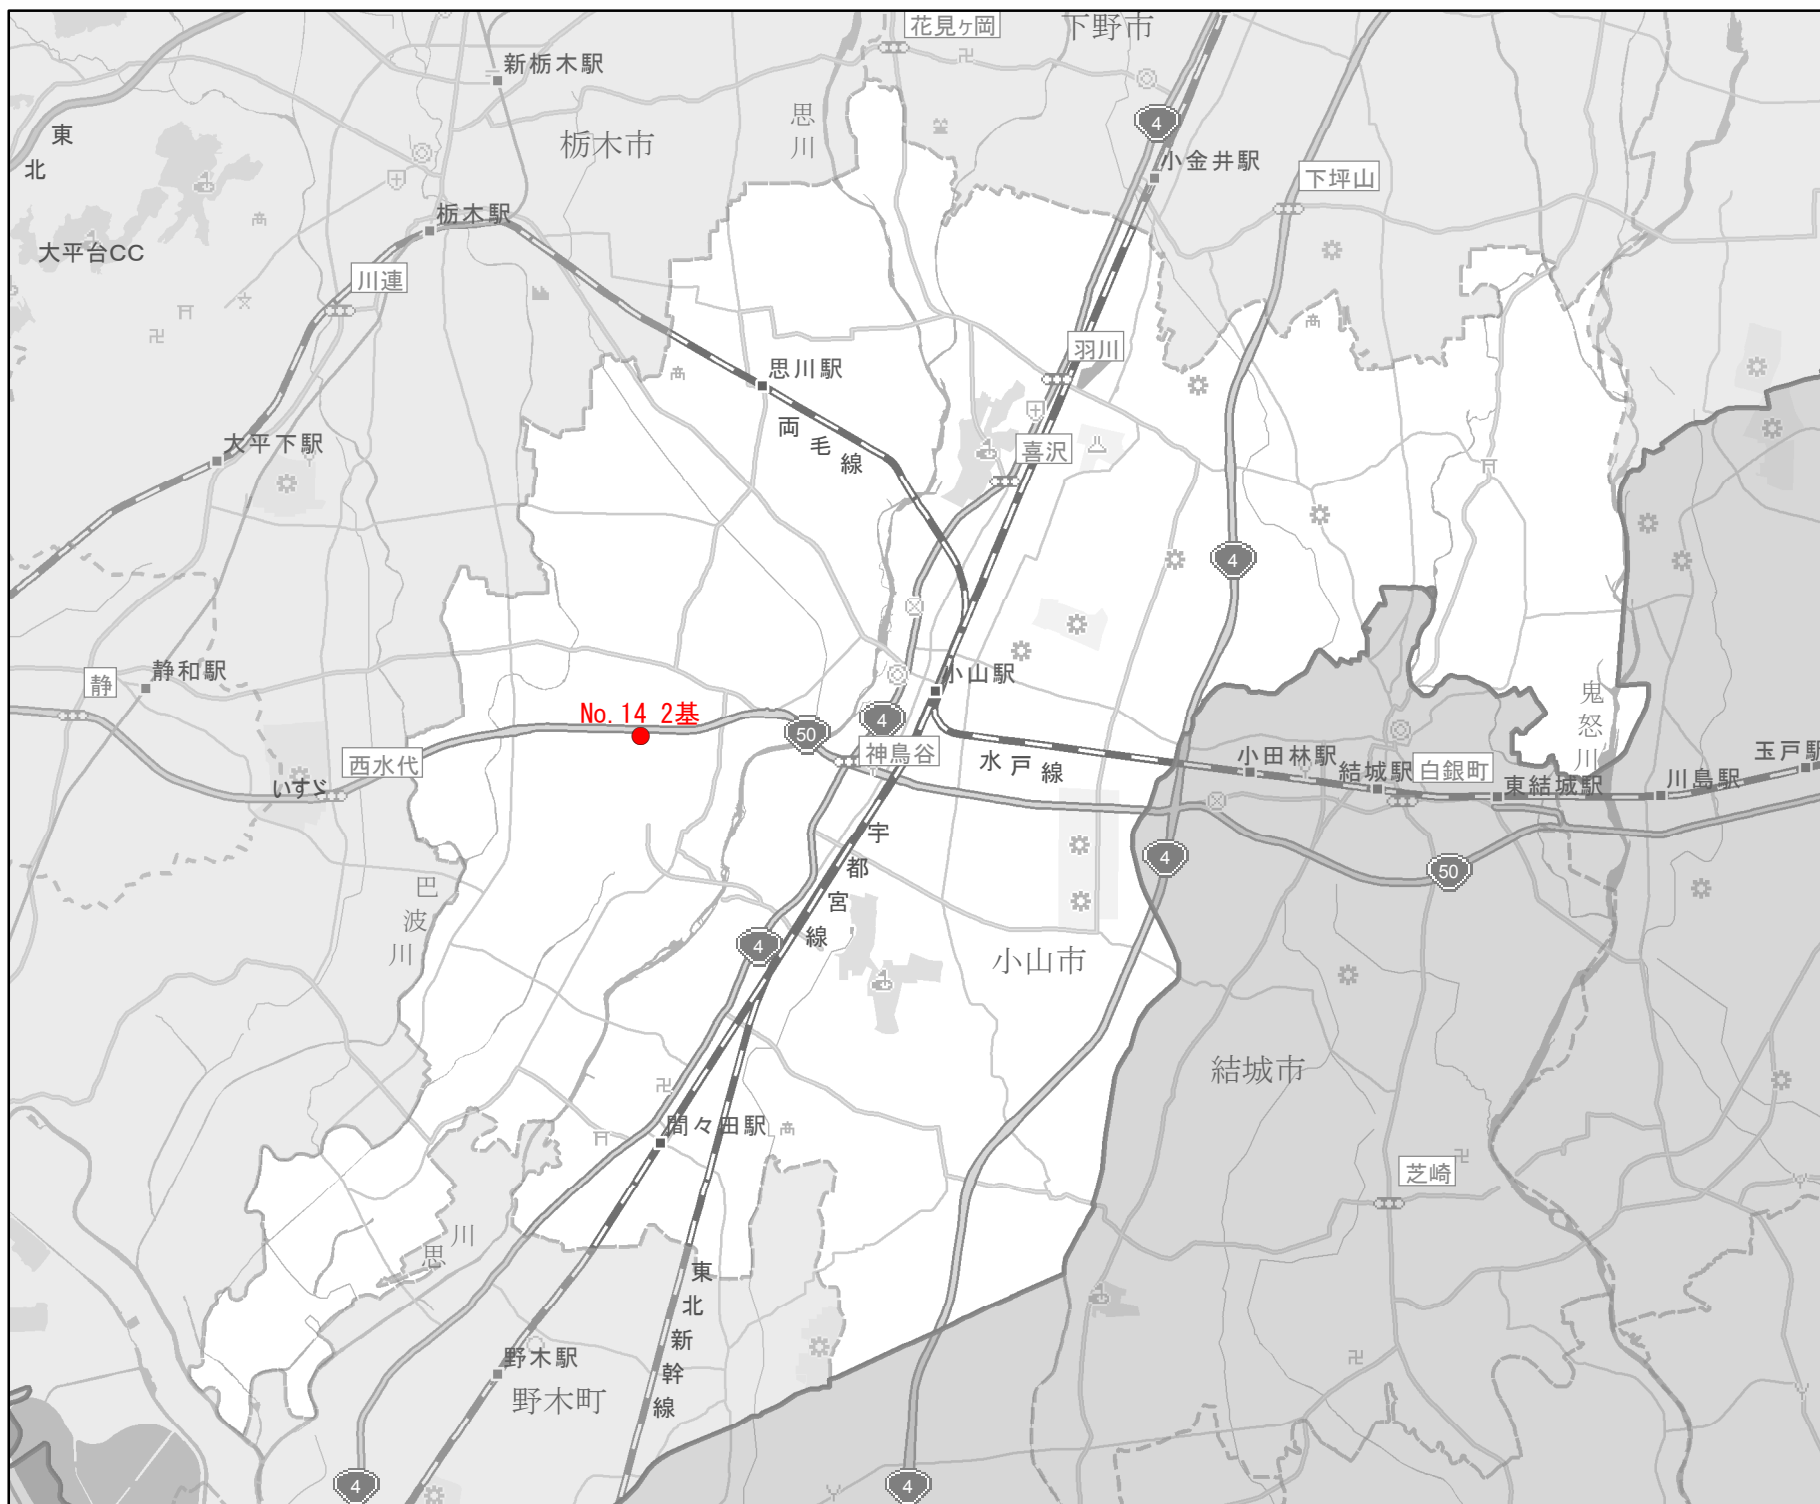 花見ヶ岡
下野市
新栃木駅
思川
栃木市
4
東北
小金井駅
下坪山
栃木駅
大平台CC
川連
羽川
思川駅
両毛線
喜沢
大平下駅
4
静和駅
静
小山駅
鬼怒川
No.14 2基
4
50
神鳥谷
西水代
水戸線
小田林駅
結城駅
白銀町
東結城駅
川島駅
玉戸駅
いすゞ
宇都宮線
4
50
巴波川
4
小山市
結城市
間々田駅
芝崎
思川
東北新幹線
野木駅
野木町
4
4